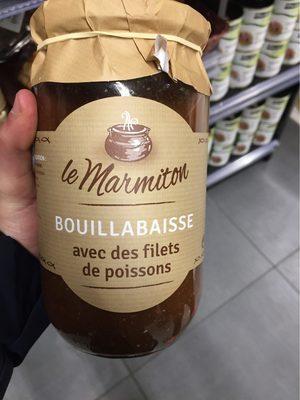 le Marmiton
BOUILLABAISSE
avec des filets
de poissons